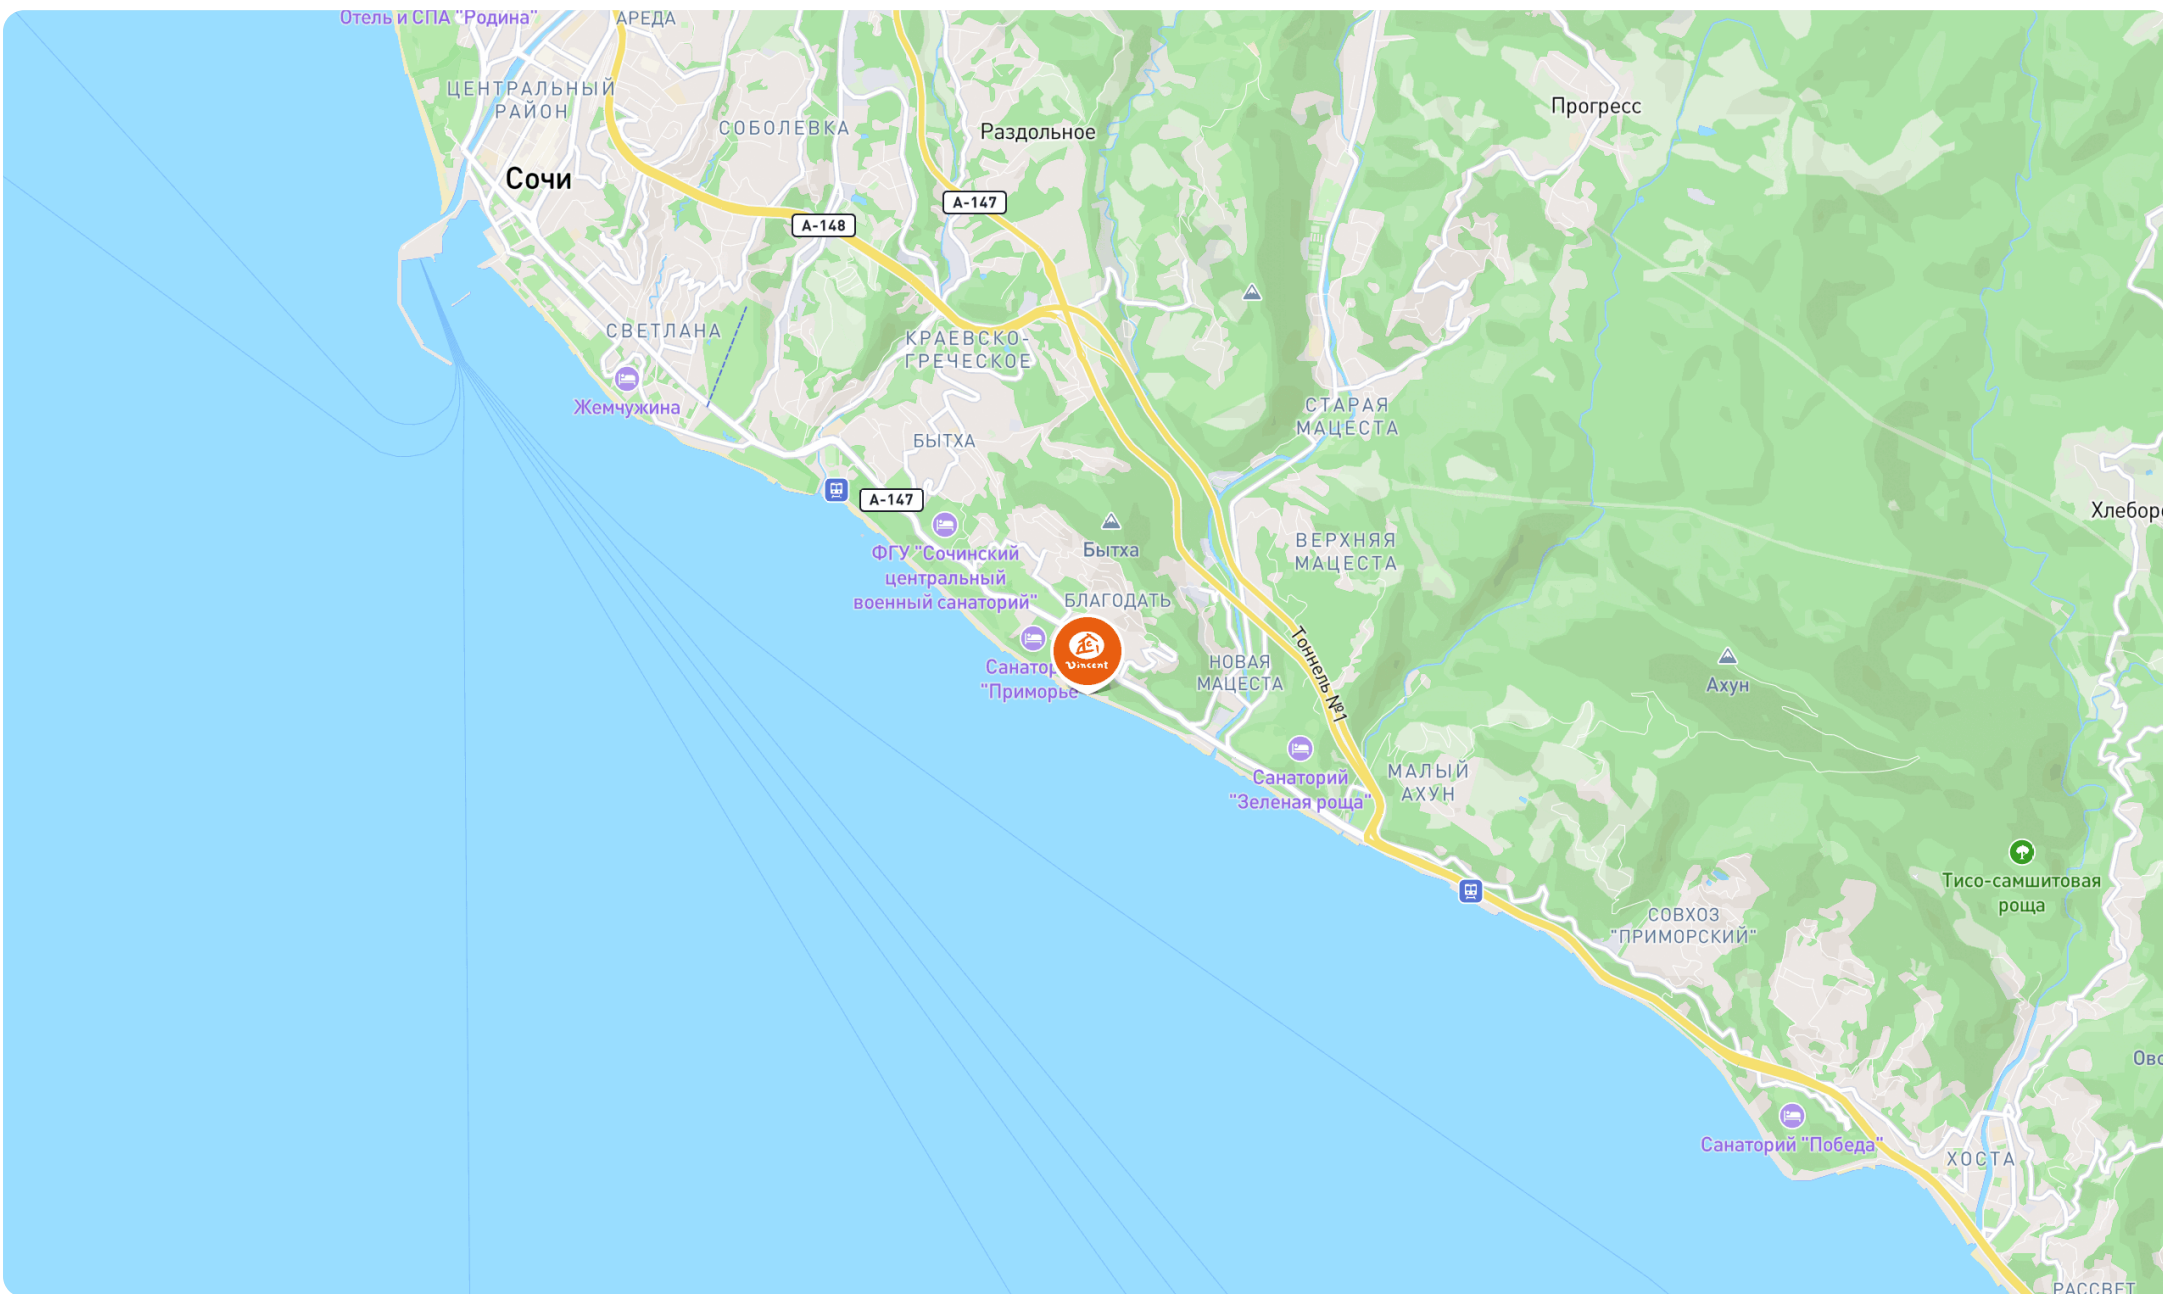 Отель и СПА "Родина"
АРЕДА
ЦЕНТРАЛЬНЫЙ
РАЙОН
СОБОЛЕВКА
Раздольное
Прогресс
Сочи
А-147
А-148
СВЕТЛАНА
КРАЕВСКО-
ГРЕЧЕСКОЕ
Жемчужина
СТАРАЯ
МАЦЕСТА
БЫТХА
А-147
Хлебор
ФГУ "Сочинский
центральный
военный санаторий"
Бытха
ВЕРХНЯЯ
МАЦЕСТА
БЛАГОДАТЬ
Vincent
Санатор
"Приморье
НОВАЯ
МАЦЕСТА
Тоннель №1
Ахун
Санаторий
"Зеленая роща"
МАЛЫЙ
АХУН
Тисо-самшитовая
роща
СОВХОЗ
"ПРИМОРСКИЙ"
Ово
Санаторий "Победа"
ХОСТА
РАССВЕТ